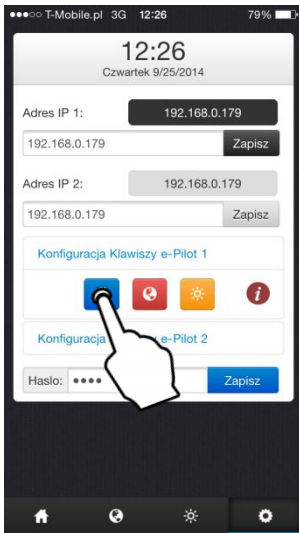 T-Mobile.pl 3G 12:26 79%
12:26
Czwartek 9/25/2014
Adres IP 1: 192.168.0.179
192.168.0.179 Zapisz
Adres IP 2: 192.168.0.179
192.168.0.179 Zapisz
Konfiguracja Klawiszy e-Pilot 1
i
Konfiguracja e-Pilot 2
Hasło: •••• Zapisz